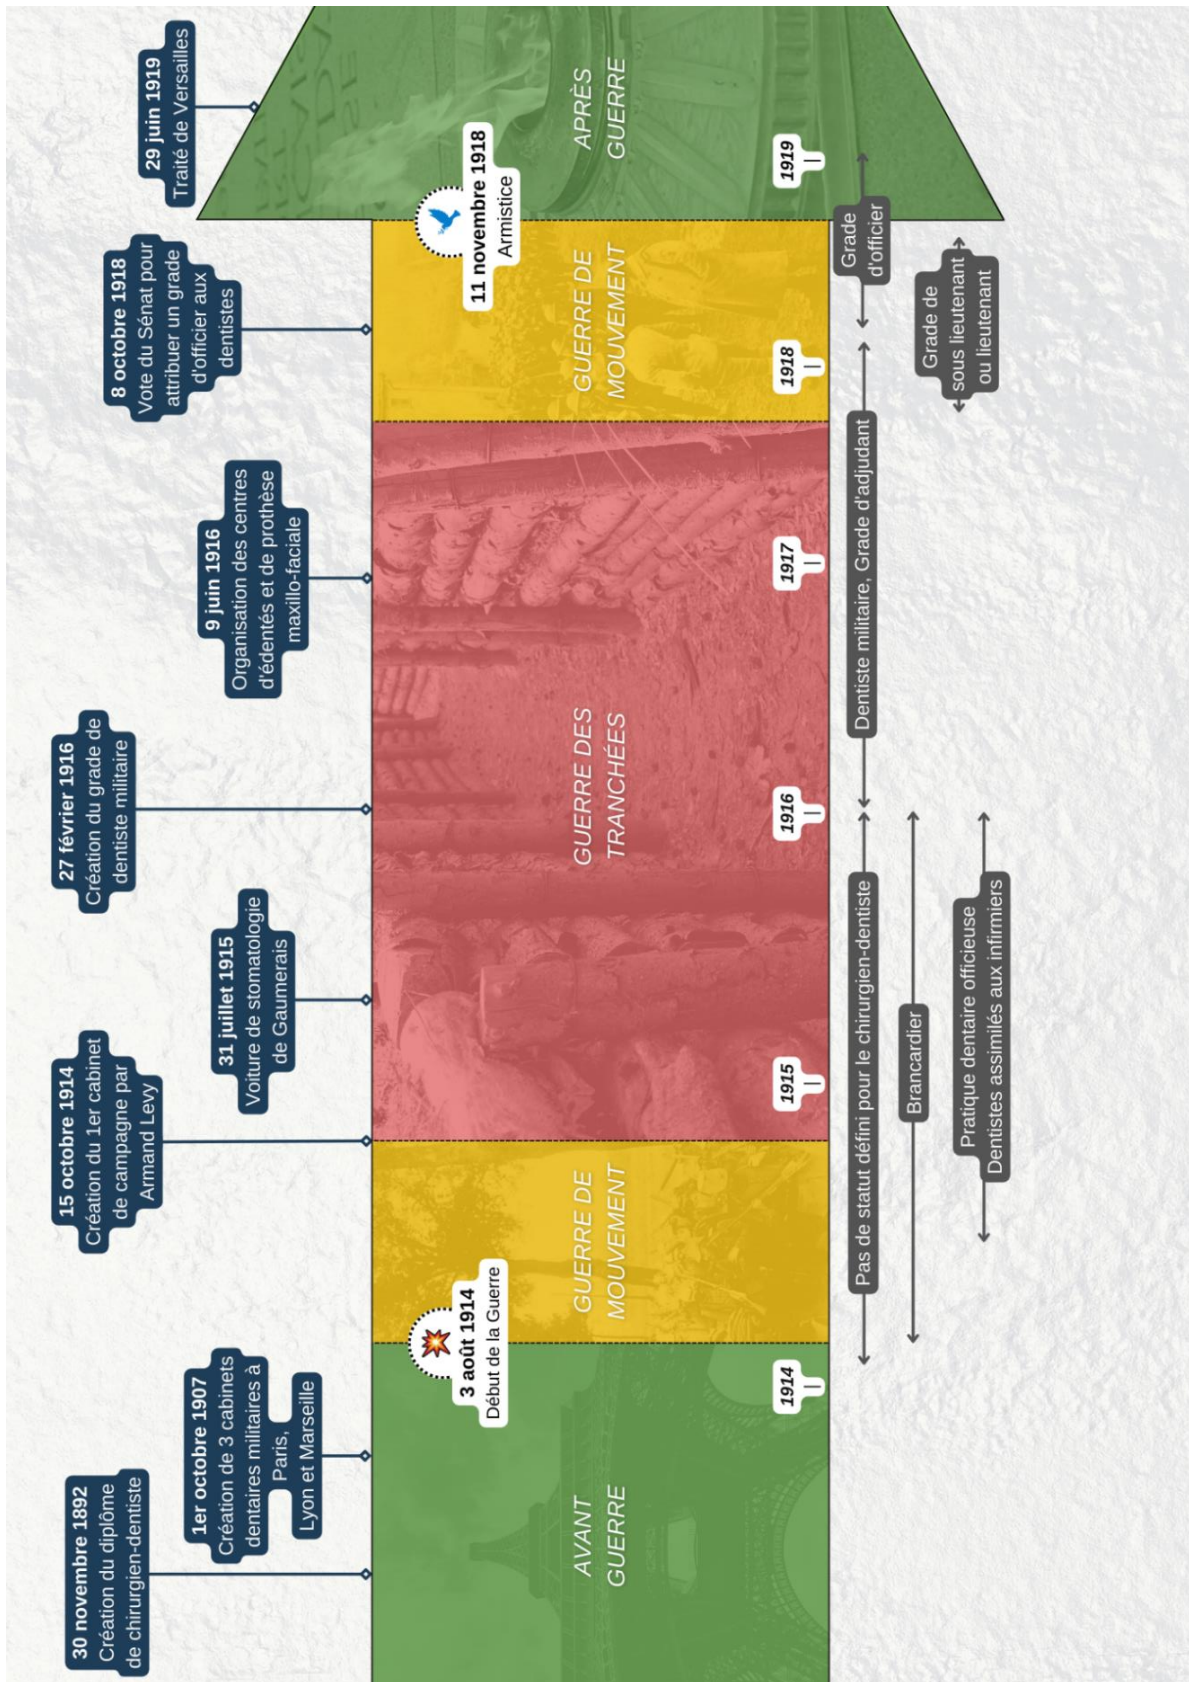 30 novembre 1892
Création du diplôme
de chirurgien-dentiste
1er octobre 1907
Création de 3 cabinets
dentaires militaires à
Paris,
Lyon et Marseille
15 octobre 1914
Création du 1er cabinet
de campagne par
Armand Levy
31 juillet 1915
Voiture de stomatologie
de Gaumerais
27 février 1916
Création du grade de
dentiste militaire
9 juin 1916
Organisation des centres
d'édentés et de prothèse
maxillo-faciale
8 octobre 1918
Vote du Sénat pour
attribuer un grade
d'officier aux
dentistes
29 juin 1919
Traité de Versailles
3 août 1914
Début de la Guerre
11 novembre 1918
Armistice
AVANT
GUERRE
GUERRE DE
MOUVEMENT
GUERRE DES
TRANCHÉES
GUERRE DE
MOUVEMENT
APRÈS
GUERRE
1914
1915
1916
1917
1918
1919
Pas de statut défini pour le chirurgien-dentiste
Dentiste militaire, Grade d'adjudant
Grade
d'officier
Brancardier
Grade de
sous lieutenant
ou lieutenant
Pratique dentaire officieuse
Dentistes assimilés aux infirmiers